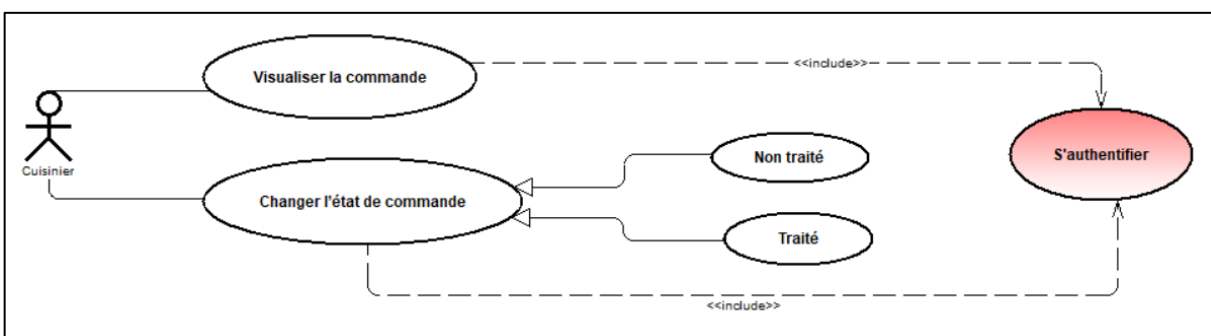 Visualiser la commande
<<include>>
S'authentifier
Cuisinier
Non traité
Changer l'état de commande
Traité
<<include>>